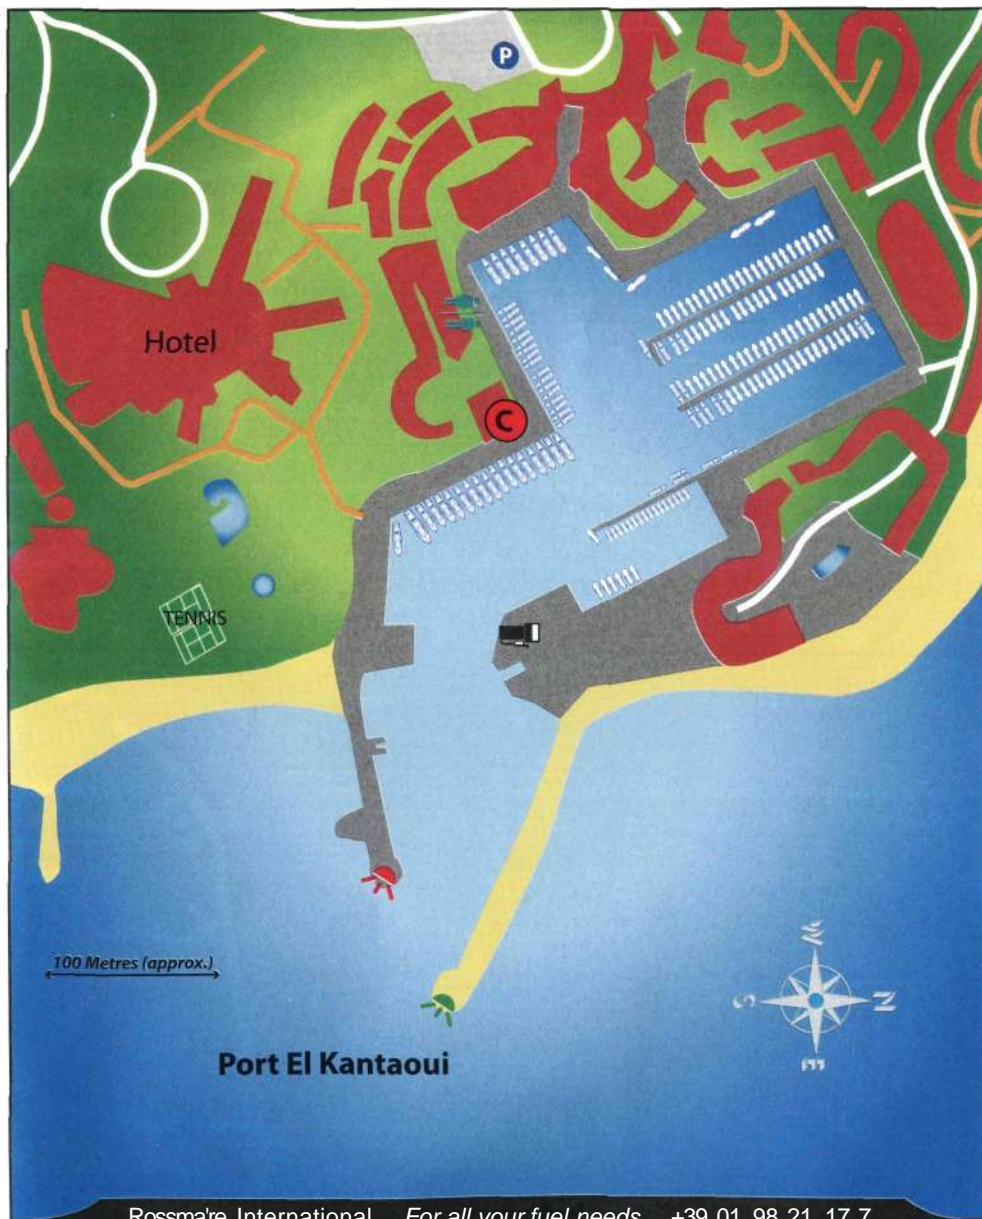 P
Hotel
C
TENNIS
100 Metres (approx.)
W
S
N
E
Port El Kantaoui
Rossma're International For all your fuel needs +39 01 98 21 17 7